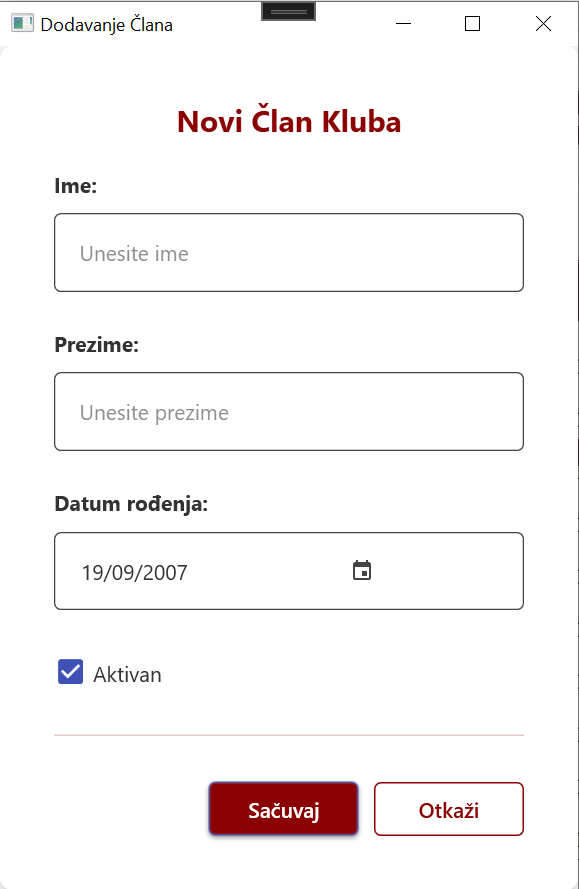 Dodavanje Člana
Novi Član Kluba
Ime:
Unesite ime
Prezime:
Unesite prezime
Datum rođenja:
19/09/2007
Aktivan
Sačuvaj Otkaži